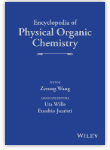 Encyclopedia of
Physical Organic
Chemistry
Zerong Wang
Uta Wille
Eusebio Juaristi
WILEY